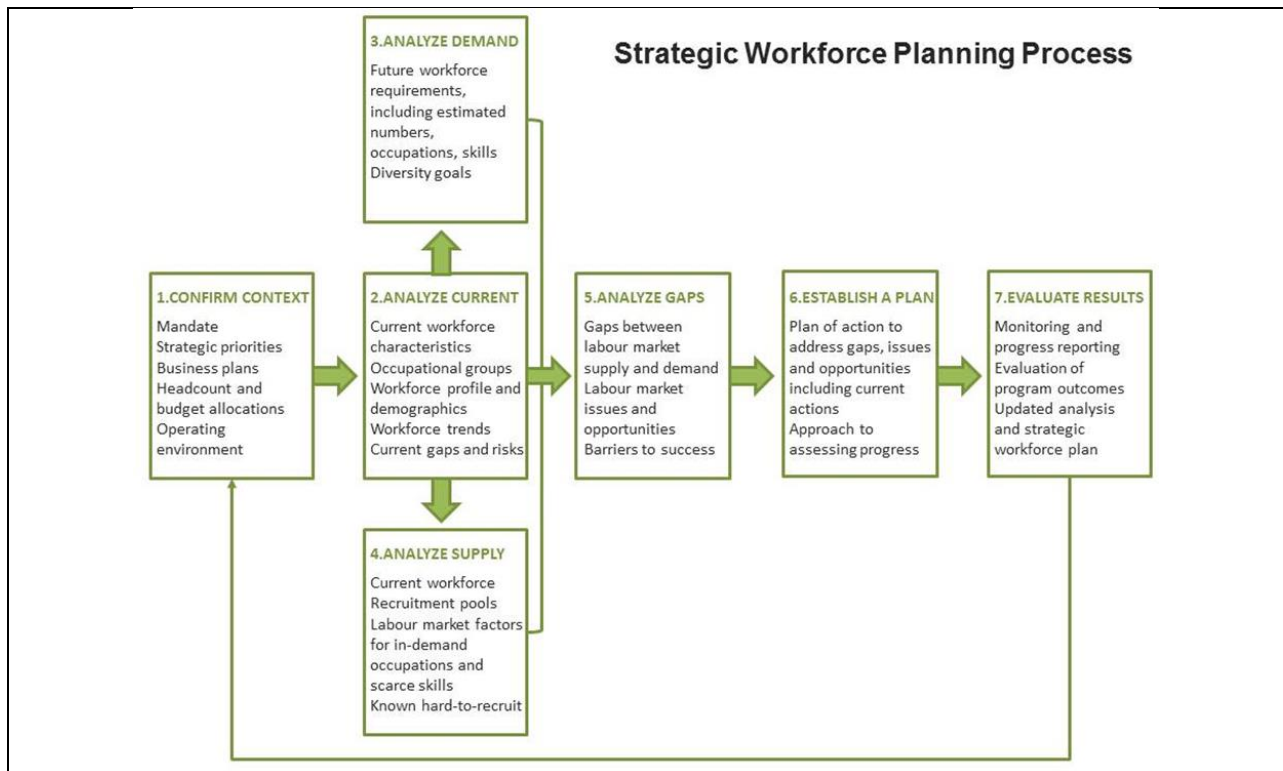 Strategic Workforce Planning Process
1.CONFIRM CONTEXT
Mandate
Strategic priorities
Business plans
Headcount and
budget allocations
Operating
environment
2.ANALYZE CURRENT
Current workforce
characteristics
Occupational groups
Workforce profile and
demographics
Workforce trends
Current gaps and risks
3.ANALYZE DEMAND
Future workforce
requirements,
including estimated
numbers,
occupations, skills
Diversity goals
4.ANALYZE SUPPLY
Current workforce
Recruitment pools
Labour market factors
for in-demand
occupations and
scarce skills
Known hard-to-recruit
5.ANALYZE GAPS
Gaps between
labour market
supply and demand
Labour market
issues and
opportunities
Barriers to success
6.ESTABLISH A PLAN
Plan of action to
address gaps, issues
and opportunities
including current
actions
Approach to
assessing progress
7.EVALUATE RESULTS
Monitoring and
progress reporting
Evaluation of
program outcomes
Updated analysis
and strategic
workforce plan